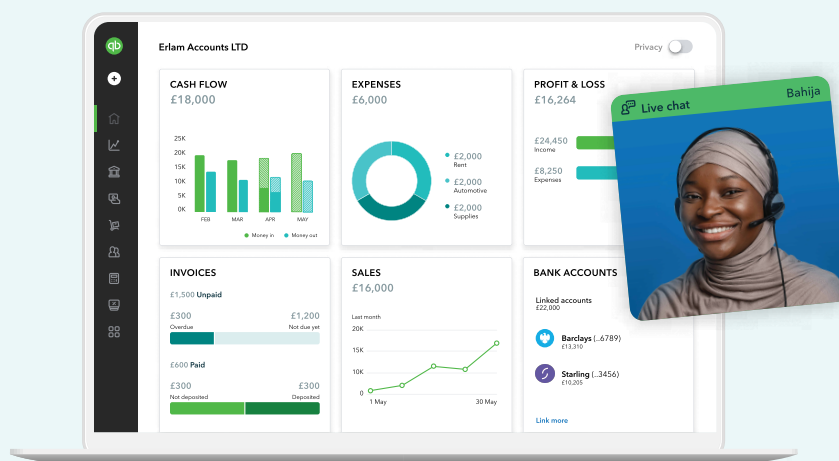 qb
Erlam Accounts LTD
Privacy
CASH FLOW
£18,000
25K
20K
15K
10K
5K
0K
FEB
MAR
APR
MAY
Money in
Money out
EXPENSES
£6,000
£2,000
Rent
£2,000
Automotive
£2,000
Supplies
PROFIT & LOSS
£16,264
£24,450
Income
£8,250
Expenses
Live chat
Bahija
INVOICES
£1,500 Unpaid
£300
£1,200
Overdue
Not due yet
£600 Paid
£300
£300
Not deposited
Deposited
SALES
£16,000
Last month
20K
15K
10K
0
1 May
30 May
BANK ACCOUNTS
Linked accounts
£22,000
Barclays (..6789)
£13,310
Starling (..3456)
£10,205
Link more